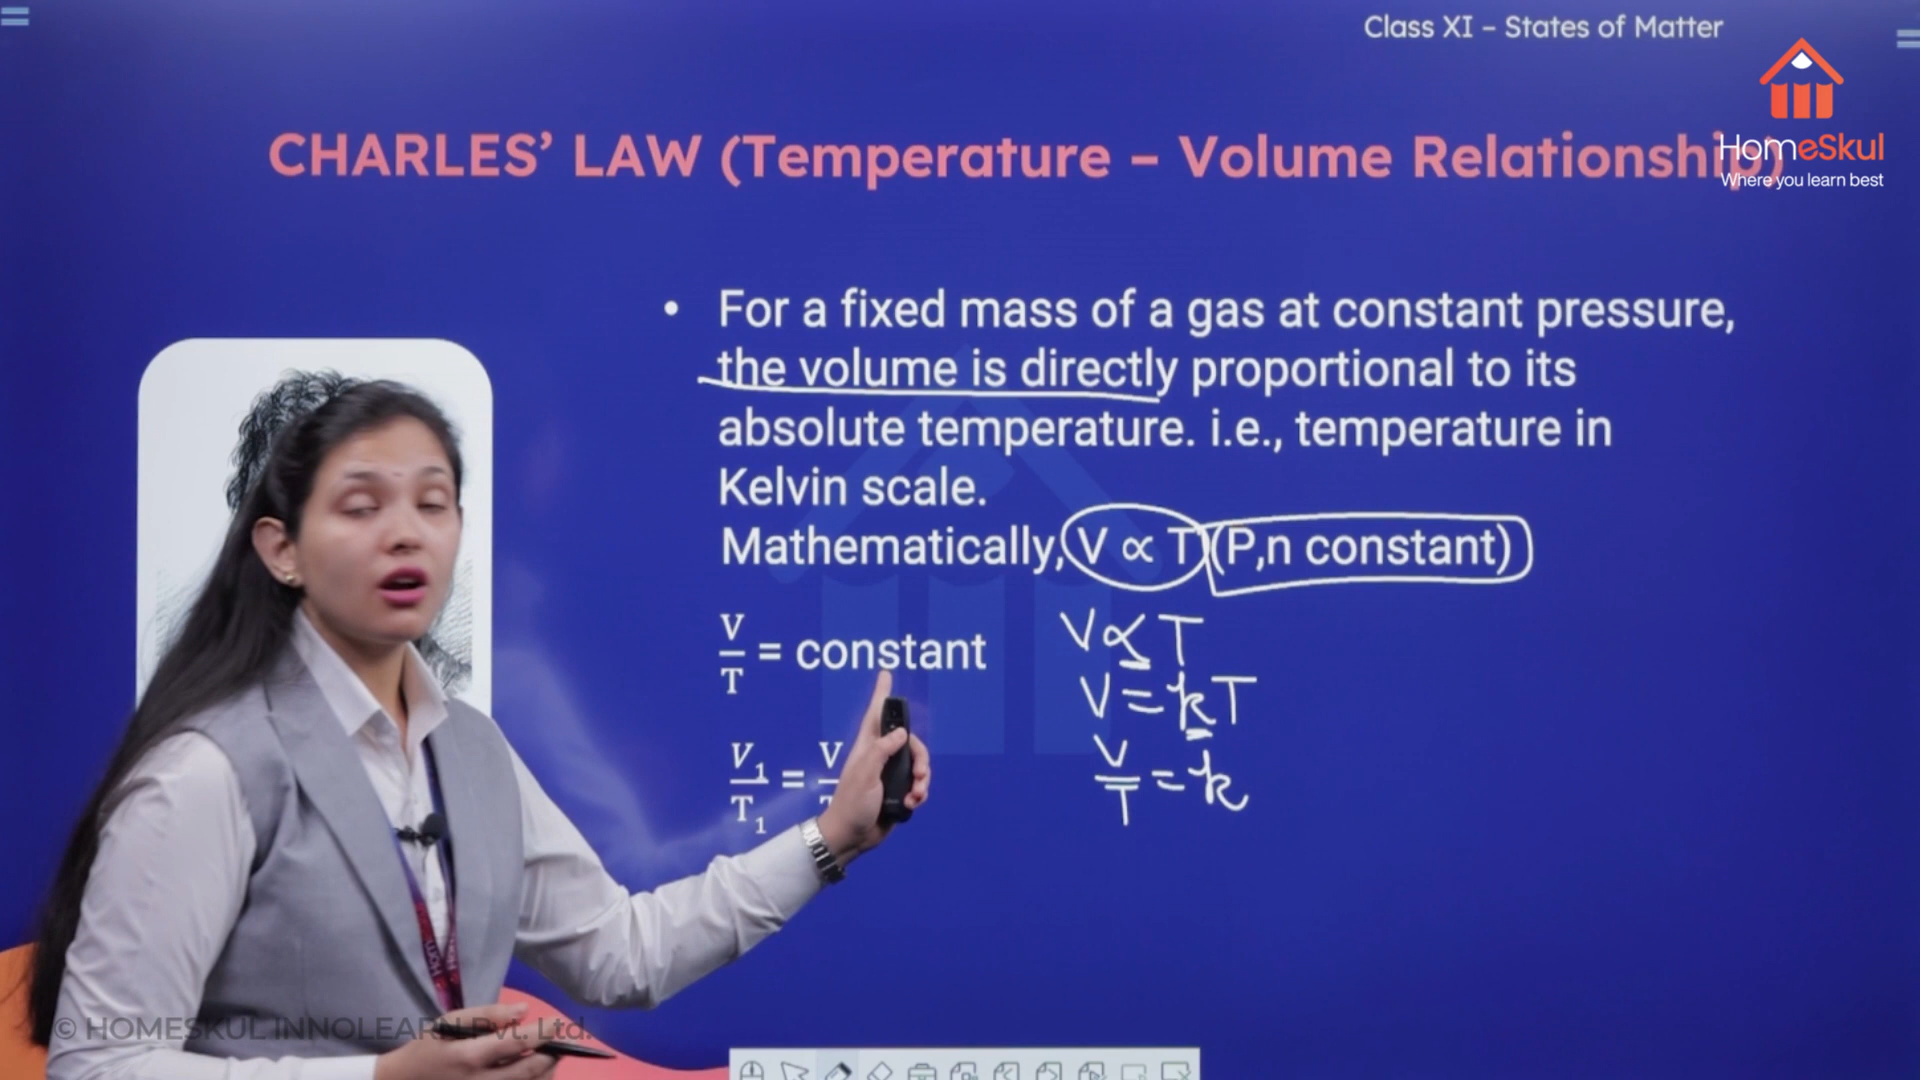 Class XI – States of Matter
HomeSkul
Where you learn best
CHARLES’ LAW (Temperature – Volume Relationship)
• For a fixed mass of a gas at constant pressure,
the volume is directly proportional to its
absolute temperature. i.e., temperature in
Kelvin scale.
Mathematically, V ∝ T (P,n constant)
V/T = constant
V₁/T₁ = V
V ∝ T
V = kT
V/T = k
© HOMESKUL INNOLEARN Pvt. Ltd.